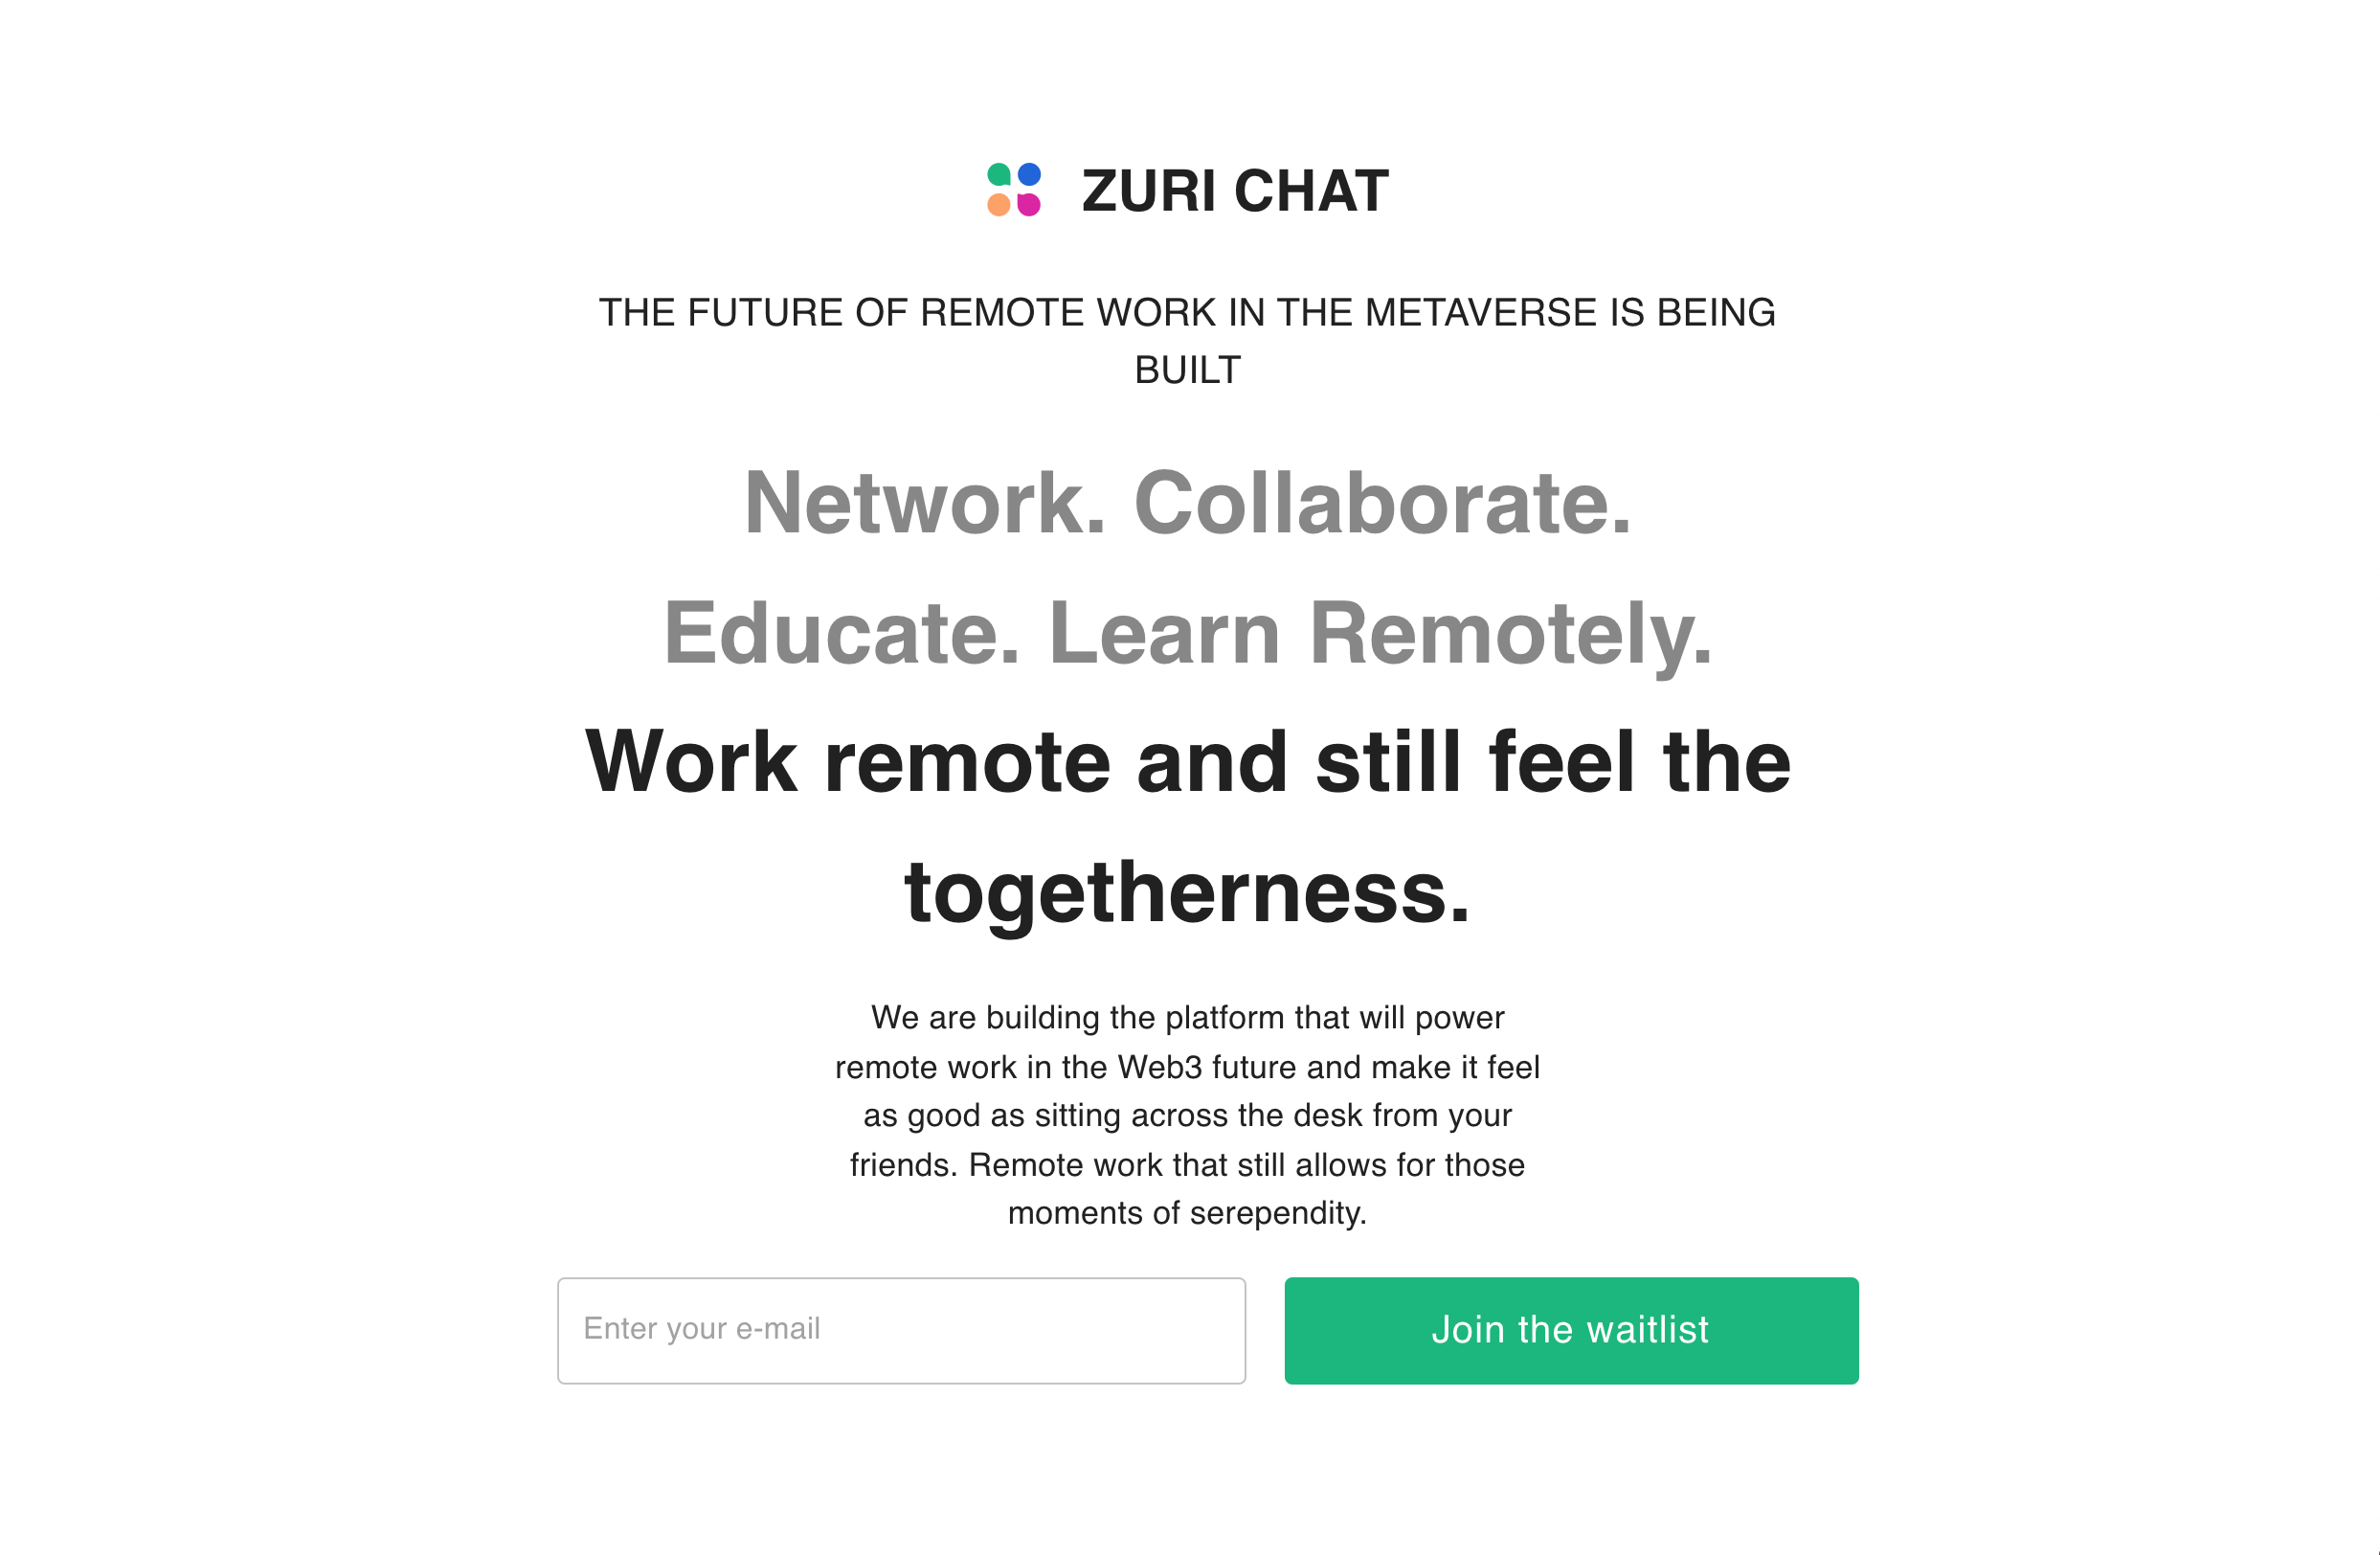 ZURI CHAT
THE FUTURE OF REMOTE WORK IN THE METAVERSE IS BEING
BUILT
Network. Collaborate.
Educate. Learn Remotely.
Work remote and still feel the
togetherness.
We are building the platform that will power
remote work in the Web3 future and make it feel
as good as sitting across the desk from your
friends. Remote work that still allows for those
moments of serependity.
Enter your e-mail
Join the waitlist